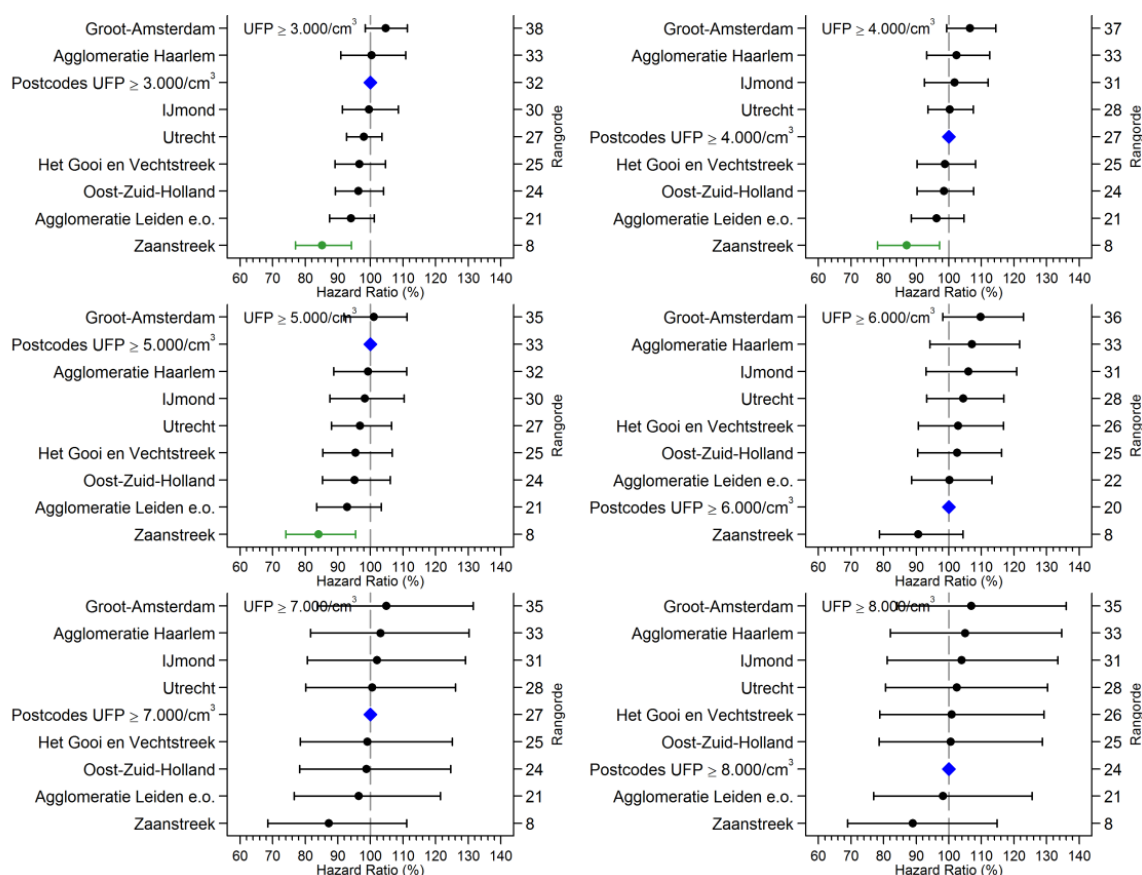 UFP ≥ 3.000/cm³
Groot-Amsterdam 38
Agglomeratie Haarlem 33
Postcodes UFP ≥ 3.000/cm³ 32
IJmond 30
Utrecht 27
Het Gooi en Vechtstreek 25
Oost-Zuid-Holland 24
Agglomeratie Leiden e.o. 21
Zaanstreek 8
Rangorde
60 70 80 90 100 110 120 130 140
Hazard Ratio (%)
UFP ≥ 4.000/cm³
Groot-Amsterdam 37
Agglomeratie Haarlem 33
IJmond 31
Utrecht 28
Postcodes UFP ≥ 4.000/cm³ 27
Het Gooi en Vechtstreek 25
Oost-Zuid-Holland 24
Agglomeratie Leiden e.o. 21
Zaanstreek 8
Rangorde
60 70 80 90 100 110 120 130 140
Hazard Ratio (%)
UFP ≥ 5.000/cm³
Groot-Amsterdam 35
Postcodes UFP ≥ 5.000/cm³ 33
Agglomeratie Haarlem 32
IJmond 30
Utrecht 27
Het Gooi en Vechtstreek 25
Oost-Zuid-Holland 24
Agglomeratie Leiden e.o. 21
Zaanstreek 8
Rangorde
60 70 80 90 100 110 120 130 140
Hazard Ratio (%)
UFP ≥ 6.000/cm³
Groot-Amsterdam 36
Agglomeratie Haarlem 33
IJmond 31
Utrecht 28
Het Gooi en Vechtstreek 26
Oost-Zuid-Holland 25
Agglomeratie Leiden e.o. 22
Postcodes UFP ≥ 6.000/cm³ 20
Zaanstreek 8
Rangorde
60 70 80 90 100 110 120 130 140
Hazard Ratio (%)
UFP ≥ 7.000/cm³
Groot-Amsterdam 35
Agglomeratie Haarlem 33
IJmond 31
Utrecht 28
Postcodes UFP ≥ 7.000/cm³ 27
Het Gooi en Vechtstreek 25
Oost-Zuid-Holland 24
Agglomeratie Leiden e.o. 21
Zaanstreek 8
Rangorde
60 70 80 90 100 110 120 130 140
Hazard Ratio (%)
UFP ≥ 8.000/cm³
Groot-Amsterdam 35
Agglomeratie Haarlem 33
IJmond 31
Utrecht 28
Het Gooi en Vechtstreek 26
Oost-Zuid-Holland 25
Postcodes UFP ≥ 8.000/cm³ 24
Agglomeratie Leiden e.o. 21
Zaanstreek 8
Rangorde
60 70 80 90 100 110 120 130 140
Hazard Ratio (%)